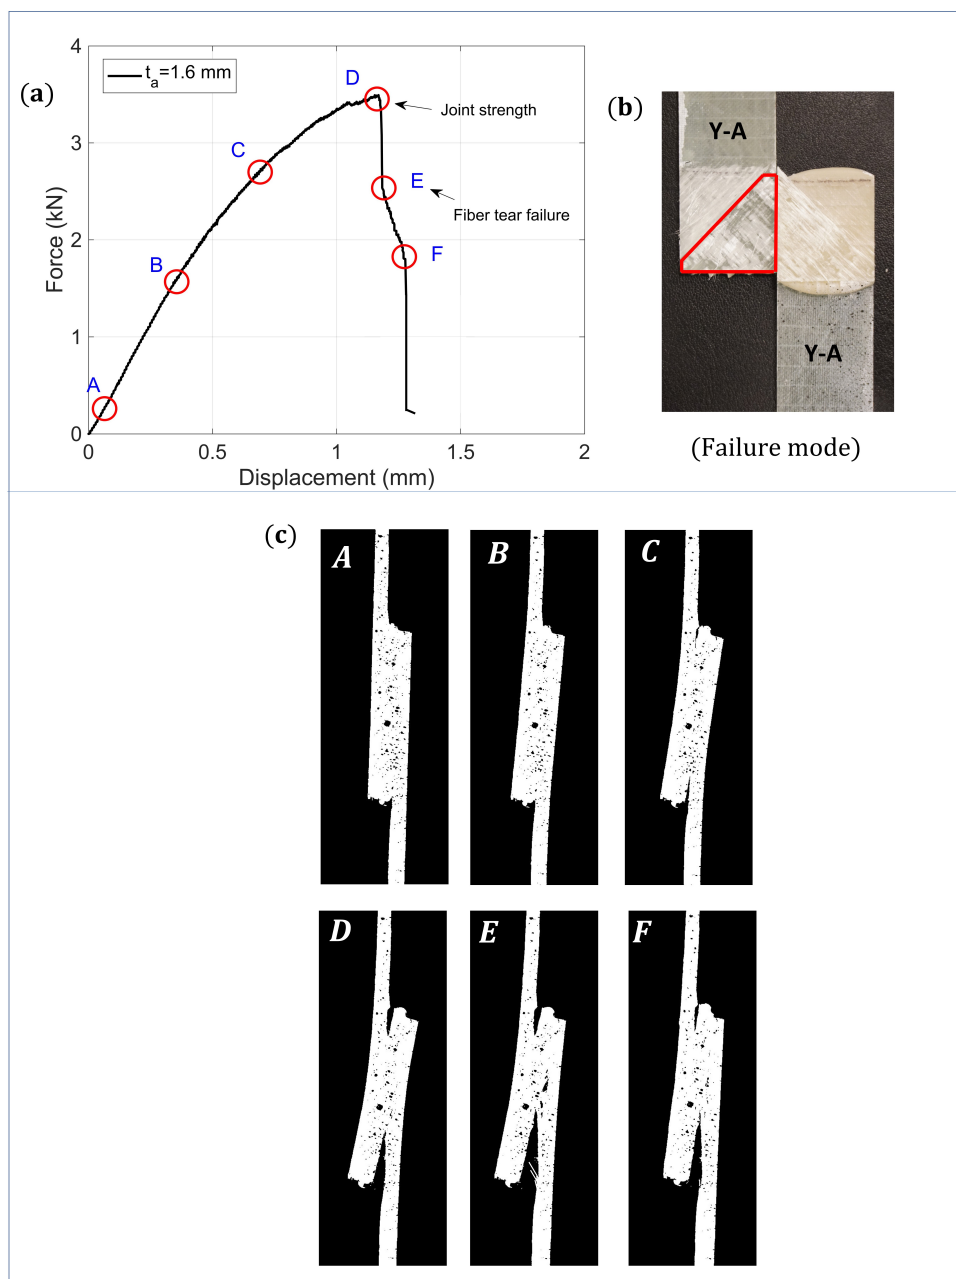 (a)
4
3
2
1
0
Force (kN)
t_a=1.6 mm
A
B
C
D
E
F
Joint strength
Fiber tear failure
0
0.5
1
1.5
2
Displacement (mm)
(b)
Y-A
Y-A
(Failure mode)
(c)
A
B
C
D
E
F